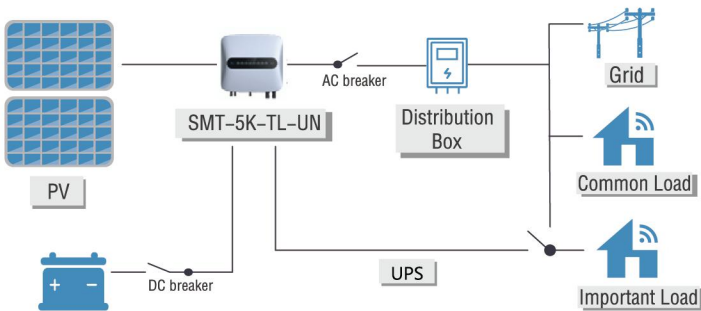 Grid
AC breaker
SMT–5K–TL–UN
Distribution
Box
PV
Common Load
DC breaker
UPS
Important Load